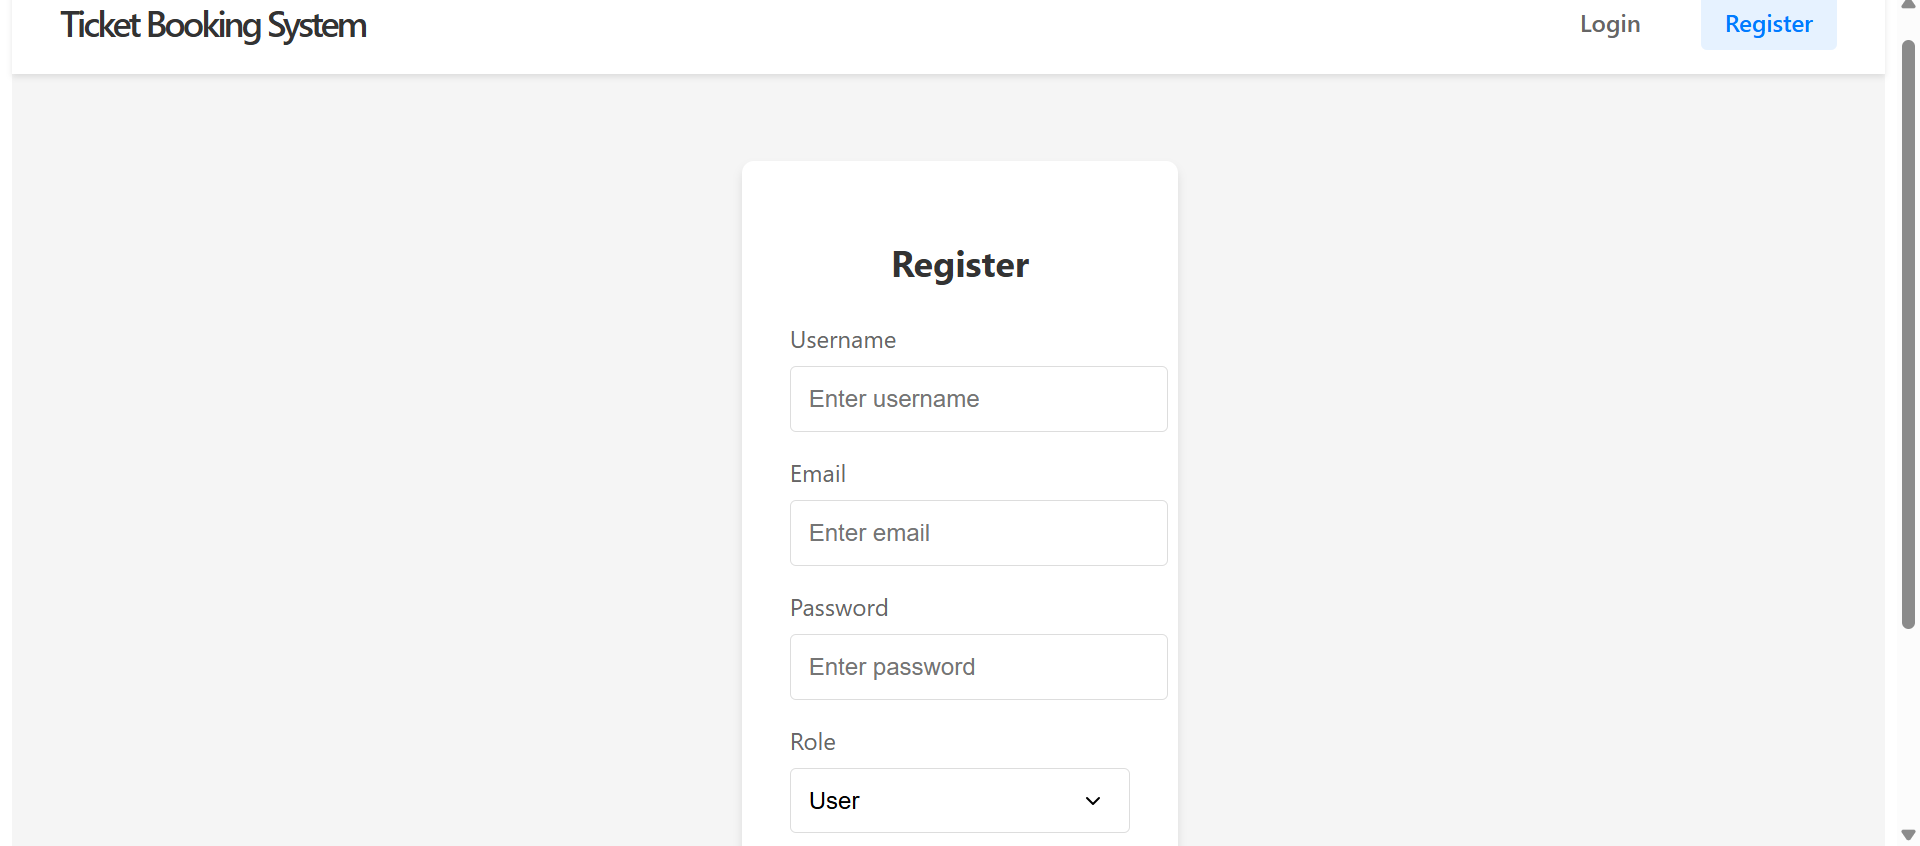 Ticket Booking System
Login
Register
Register
Username
Enter username
Email
Enter email
Password
Enter password
Role
User